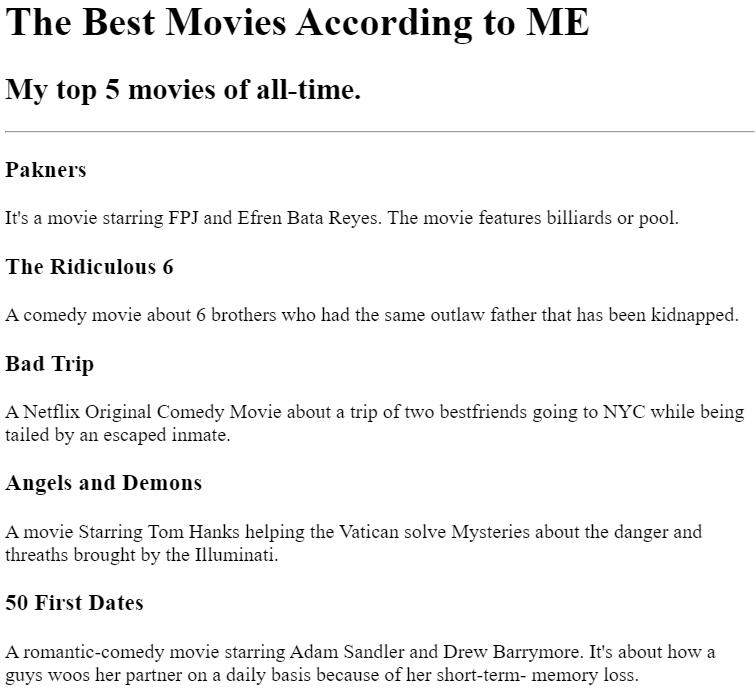 The Best Movies According to ME
My top 5 movies of all-time.
Pakners
It's a movie starring FPJ and Efren Bata Reyes. The movie features billiards or pool.
The Ridiculous 6
A comedy movie about 6 brothers who had the same outlaw father that has been kidnapped.
Bad Trip
A Netflix Original Comedy Movie about a trip of two bestfriends going to NYC while being
tailed by an escaped inmate.
Angels and Demons
A movie Starring Tom Hanks helping the Vatican solve Mysteries about the danger and
threaths brought by the Illuminati.
50 First Dates
A romantic-comedy movie starring Adam Sandler and Drew Barrymore. It's about how a
guys woos her partner on a daily basis because of her short-term- memory loss.